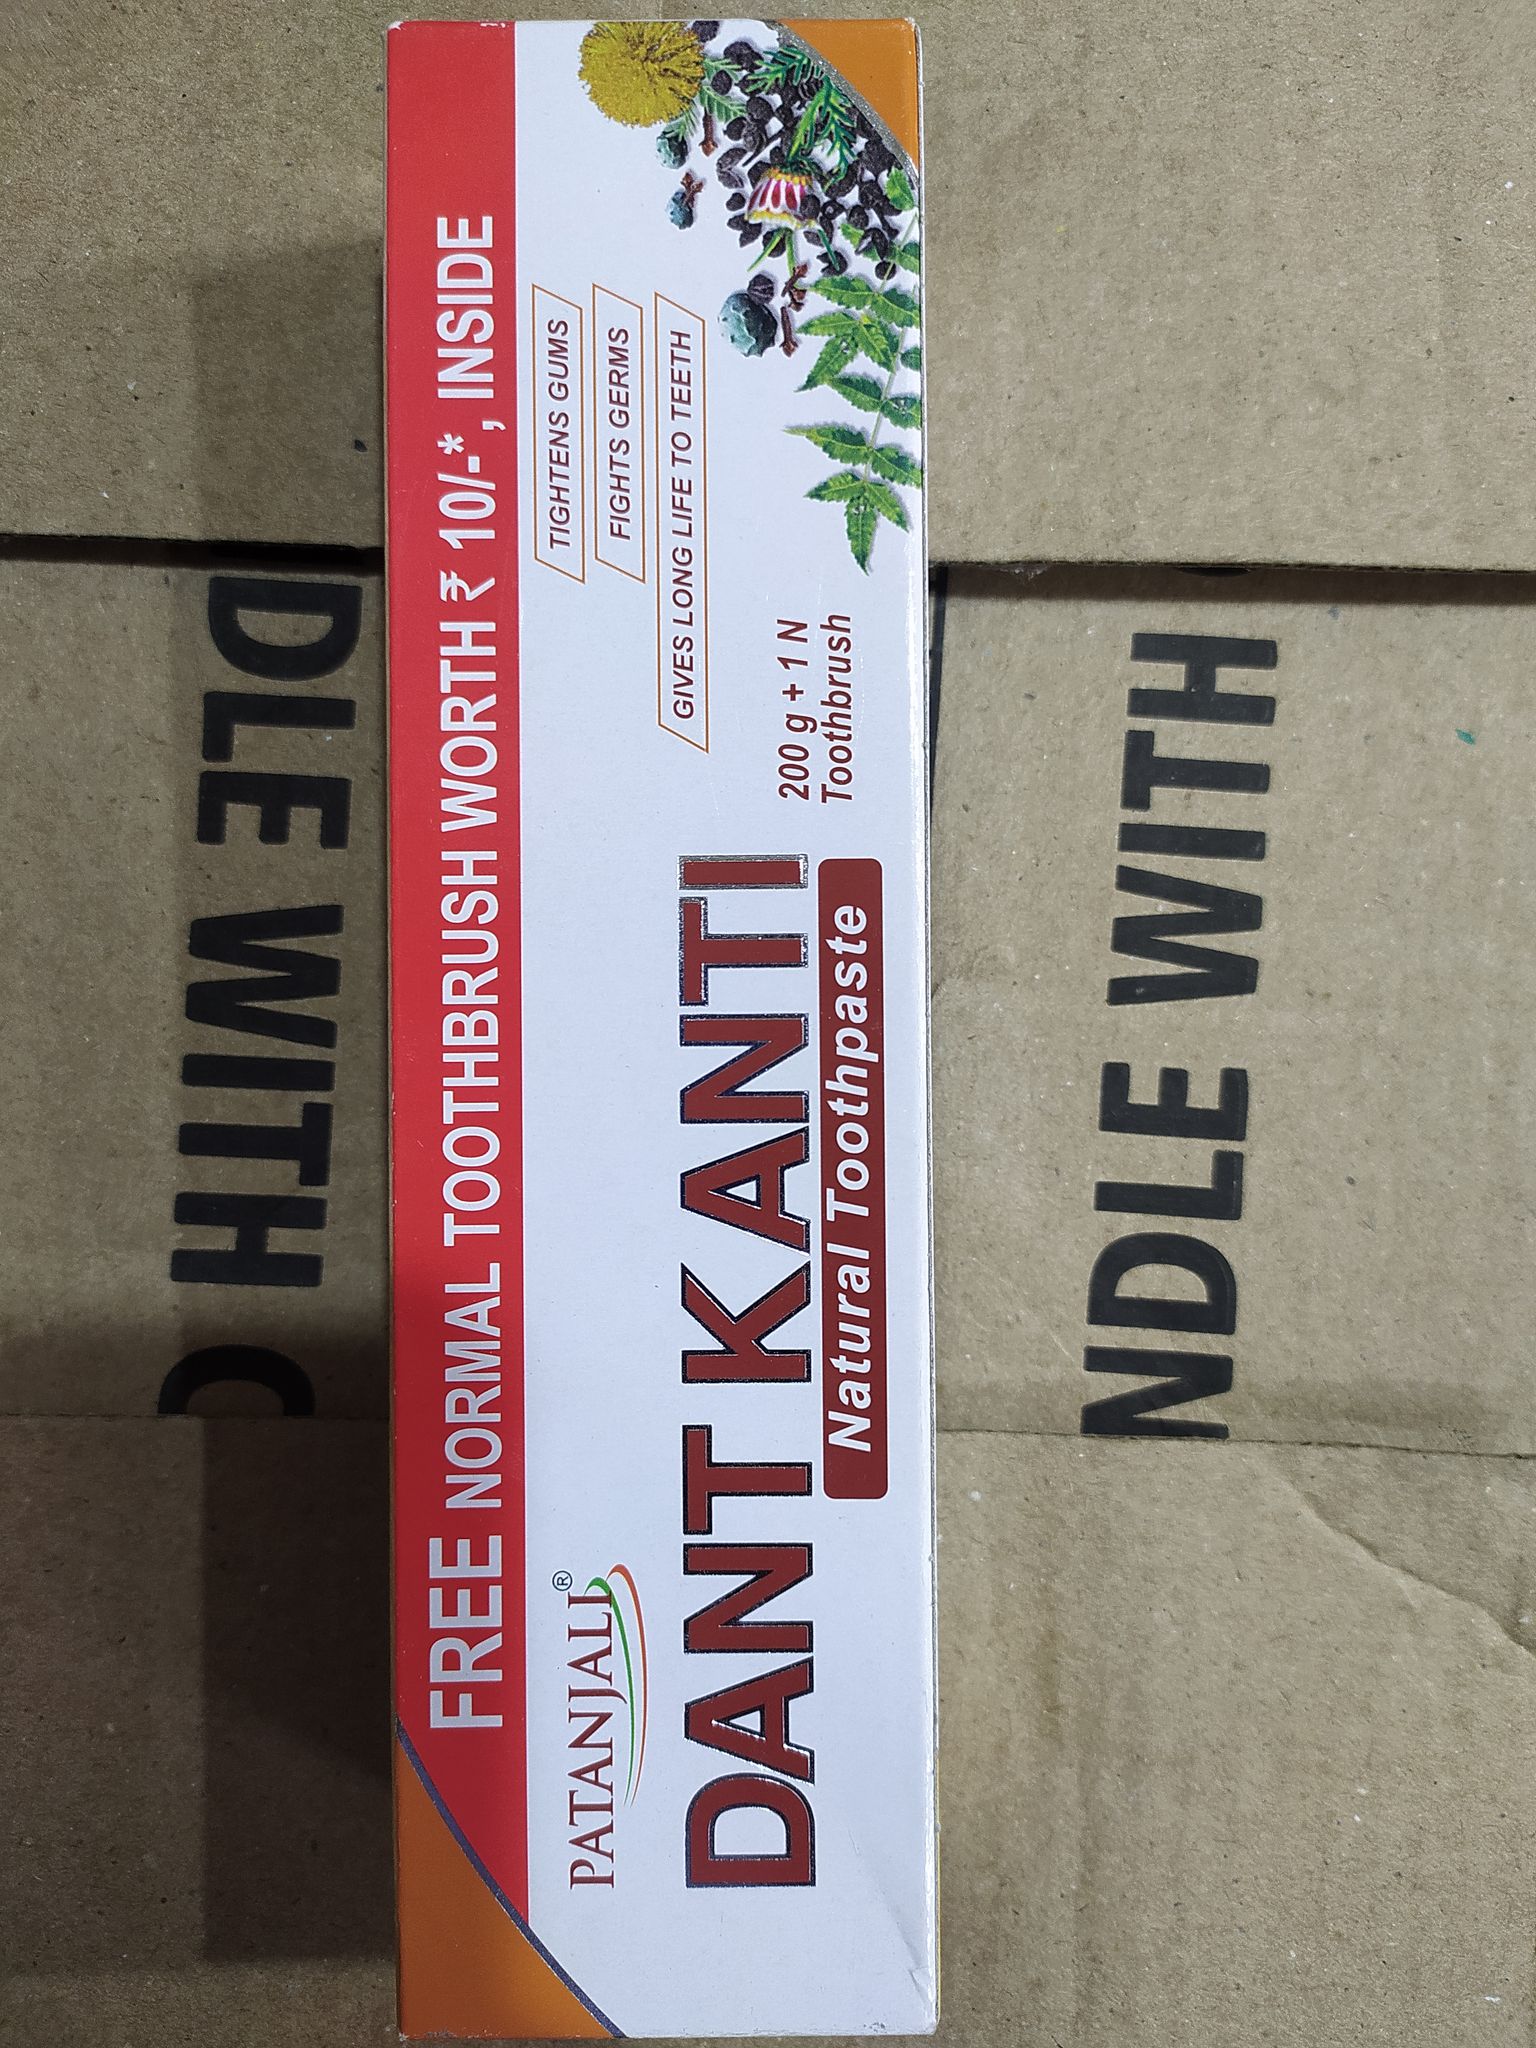 FREE NORMAL TOOTHBRUSH WORTH ₹ 10/-*, INSIDE
PATANJALI®
DANT KANTI
Natural Toothpaste
TIGHTENS GUMS
FIGHTS GERMS
GIVES LONG LIFE TO TEETH
200 g + 1 N
Toothbrush
DLE WITH C
NDLE WITH